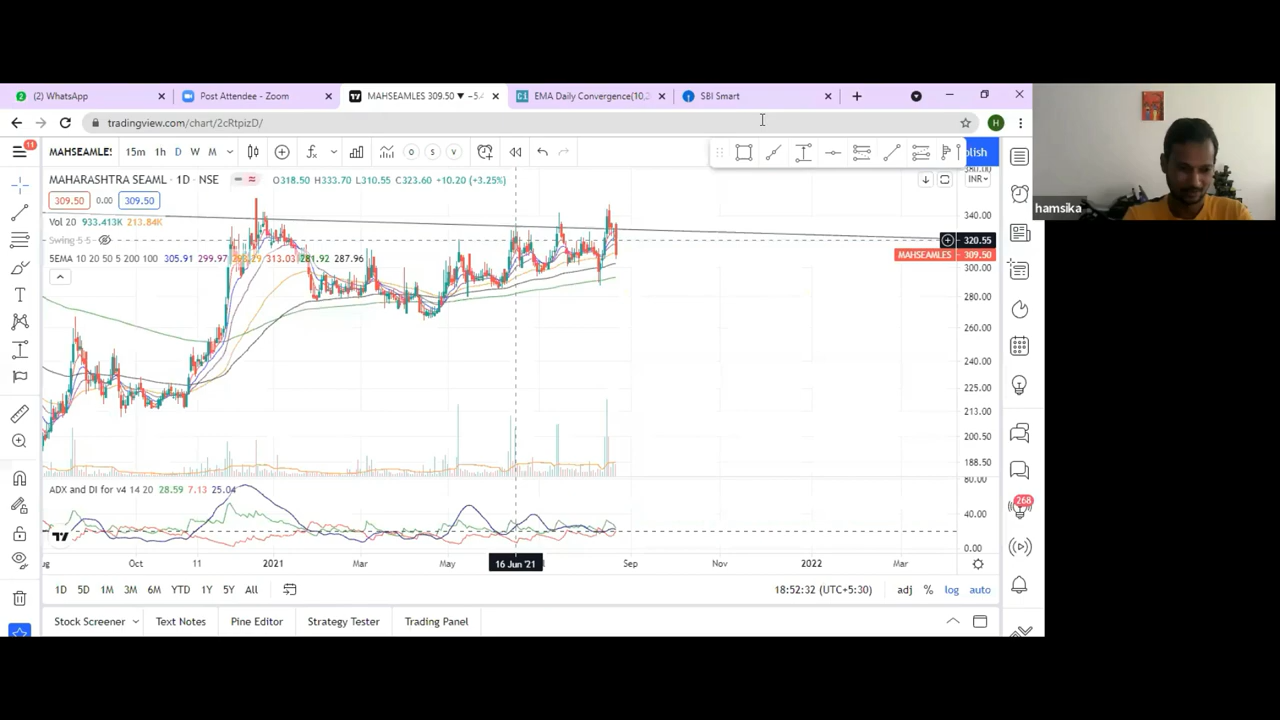 (2) WhatsApp
Post Attendee - Zoom
MAHSEAMLES 309.50 ▼ −5.4
EMA Daily Convergence(10,2
SBI Smart
tradingview.com/chart/2cRtpizD/
H
11
MAHSEAMLES
15m 1h D W M
O S V
blish
MAHARASHTRA SEAML · 1D · NSE
O318.50 H333.70 L310.55 C323.60 +10.20 (+3.25%)
INR
309.50 0.00 309.50
Vol 20 933.413K 213.84K
Swing 5 5
5EMA 10 20 50 5 200 100 305.91 299.97 313.03 281.92 287.96
340.00
320.55
MAHSEAMLES 309.50
300.00
280.00
260.00
240.00
225.00
213.00
200.50
188.50
ADX and DI for v4 14 20 28.59 7.13 25.04
80.00
40.00
0.00
268
ug Oct 11 2021 Mar May 16 Jun '21 Sep Nov 2022 Mar
1D 5D 1M 3M 6M YTD 1Y 5Y All
18:52:32 (UTC+5:30) adj % log auto
Stock Screener Text Notes Pine Editor Strategy Tester Trading Panel
hamsika